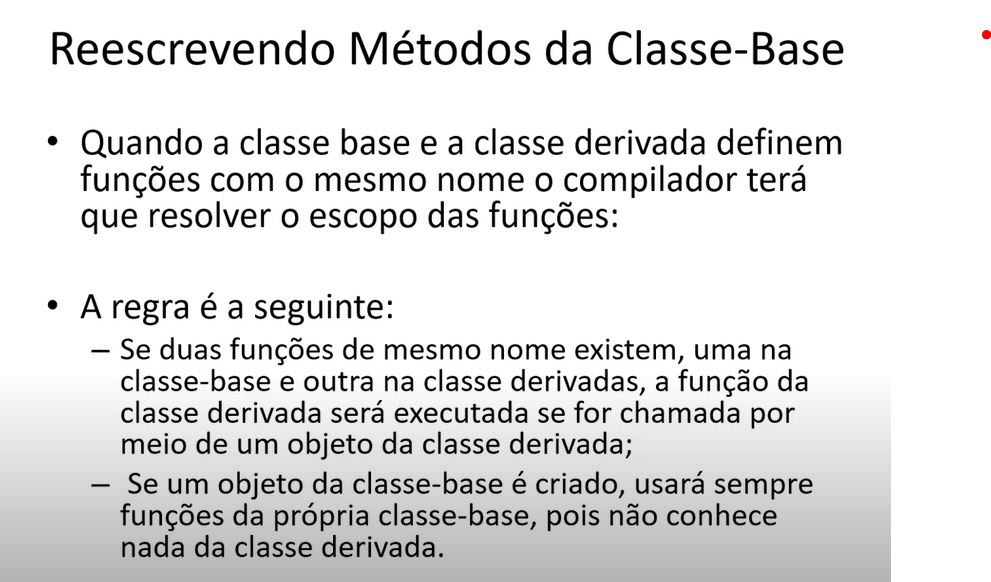 Reescrevendo Métodos da Classe-Base
• Quando a classe base e a classe derivada definem
funções com o mesmo nome o compilador terá
que resolver o escopo das funções:
• A regra é a seguinte:
– Se duas funções de mesmo nome existem, uma na
classe-base e outra na classe derivadas, a função da
classe derivada será executada se for chamada por
meio de um objeto da classe derivada;
– Se um objeto da classe-base é criado, usará sempre
funções da própria classe-base, pois não conhece
nada da classe derivada.